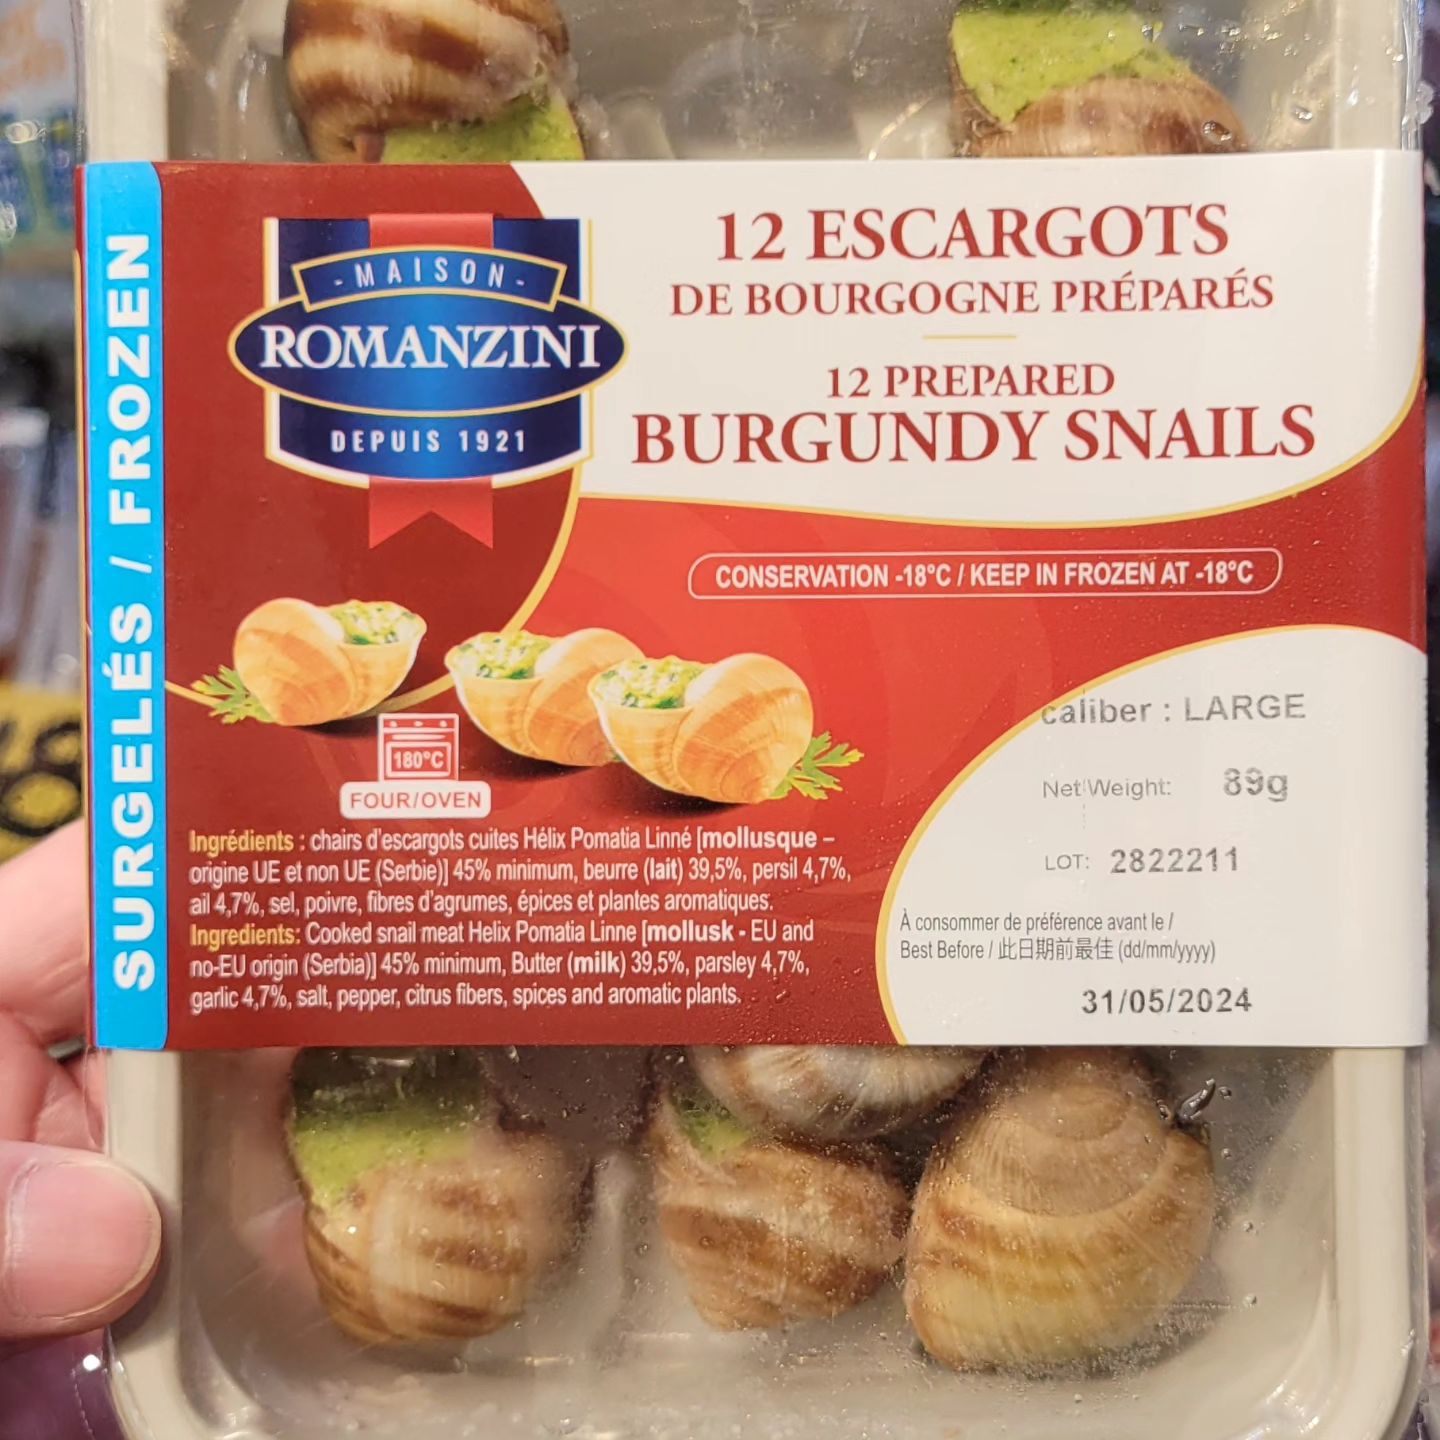 SURGELÉS / FROZEN
- MAISON -
ROMANZINI
DEPUIS 1921
12 ESCARGOTS
DE BOURGOGNE PRÉPARÉS
12 PREPARED
BURGUNDY SNAILS
CONSERVATION -18°C / KEEP IN FROZEN AT -18°C
180°C
FOUR/OVEN
Ingrédients : chairs d'escargots cuites Hélix Pomatia Linné [mollusque –
origine UE et non UE (Serbie)] 45% minimum, beurre (lait) 39,5%, persil 4,7%,
ail 4,7%, sel, poivre, fibres d'agrumes, épices et plantes aromatiques.
Ingredients: Cooked snail meat Helix Pomatia Linne [mollusk - EU and
no-EU origin (Serbia)] 45% minimum, Butter (milk) 39,5%, parsley 4,7%,
garlic 4,7%, salt, pepper, citrus fibers, spices and aromatic plants.
caliber : LARGE
Net Weight: 89g
LOT: 2822211
À consommer de préférence avant le /
Best Before / 此日期前最佳 (dd/mm/yyyy)
31/05/2024